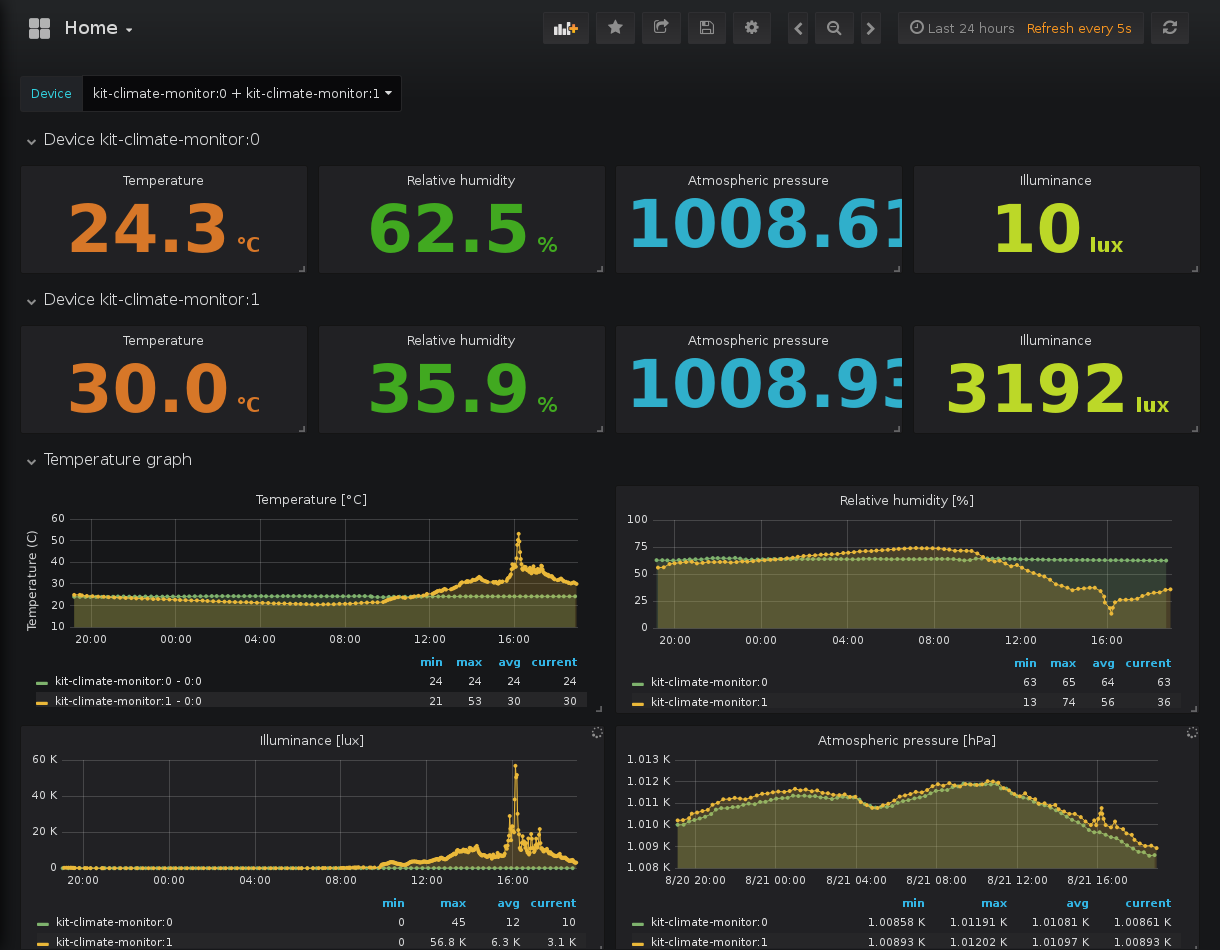 Home
Last 24 hours Refresh every 5s
Device kit-climate-monitor:0 + kit-climate-monitor:1
Device kit-climate-monitor:0
Temperature Relative humidity Atmospheric pressure Illuminance
24.3 °C 62.5 % 1008.61 10 lux
Device kit-climate-monitor:1
Temperature Relative humidity Atmospheric pressure Illuminance
30.0 °C 35.9 % 1008.93 3192 lux
Temperature graph
Temperature [°C]
Temperature (C)
60
50
40
30
20
10
20:00 00:00 04:00 08:00 12:00 16:00
min max avg current
kit-climate-monitor:0 - 0:0 24 24 24 24
kit-climate-monitor:1 - 0:0 21 53 30 30
Relative humidity [%]
100
75
50
25
0
20:00 00:00 04:00 08:00 12:00 16:00
min max avg current
kit-climate-monitor:0 63 65 64 63
kit-climate-monitor:1 13 74 56 36
Illuminance [lux]
60 K
40 K
20 K
0
20:00 00:00 04:00 08:00 12:00 16:00
min max avg current
kit-climate-monitor:0 0 45 12 10
kit-climate-monitor:1 0 56.8 K 6.3 K 3.1 K
Atmospheric pressure [hPa]
1.013 K
1.012 K
1.011 K
1.010 K
1.009 K
1.008 K
8/20 20:00 8/21 00:00 8/21 04:00 8/21 08:00 8/21 12:00 8/21 16:00
min max avg current
kit-climate-monitor:0 1.00858 K 1.01191 K 1.01081 K 1.00861 K
kit-climate-monitor:1 1.00893 K 1.01202 K 1.01097 K 1.00893 K